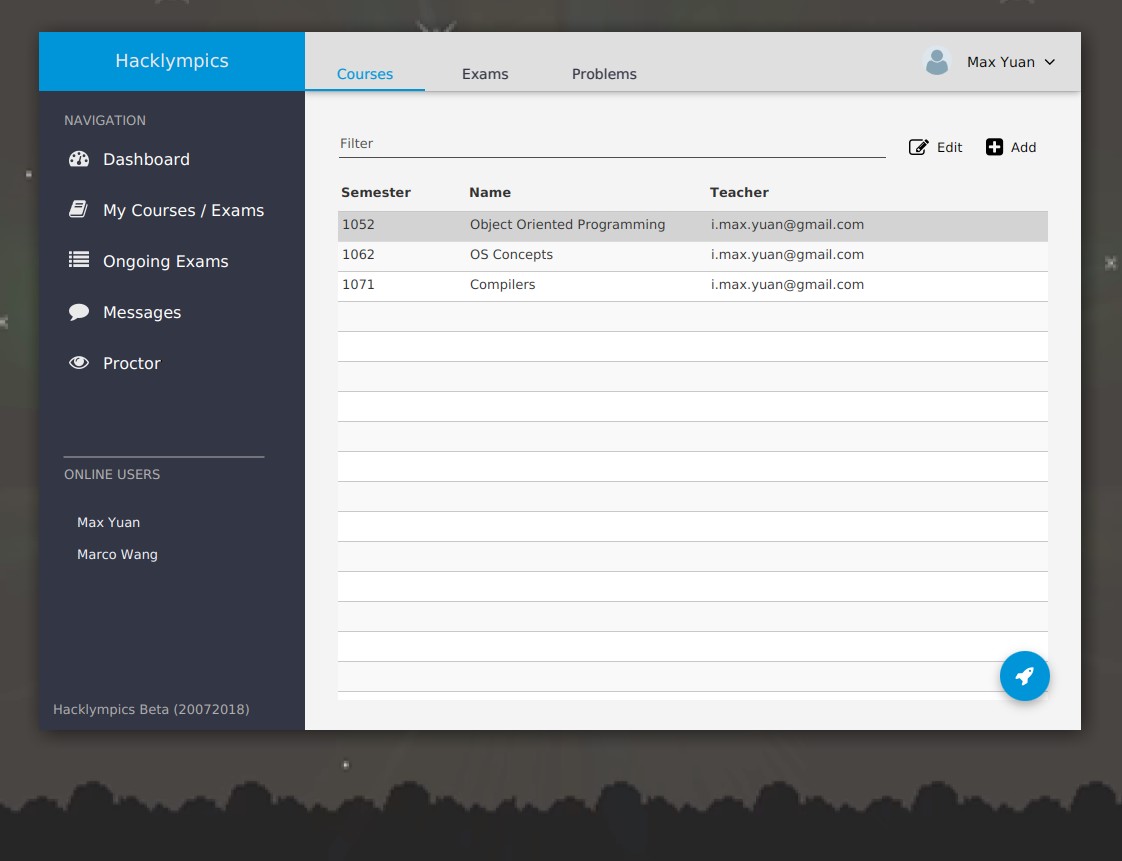 Hacklympics
Courses Exams Problems
Max Yuan
NAVIGATION
Dashboard
My Courses / Exams
Ongoing Exams
Messages
Proctor
ONLINE USERS
Max Yuan
Marco Wang
Hacklympics Beta (20072018)
Filter
Edit Add
Semester Name Teacher
1052 Object Oriented Programming i.max.yuan@gmail.com
1062 OS Concepts i.max.yuan@gmail.com
1071 Compilers i.max.yuan@gmail.com